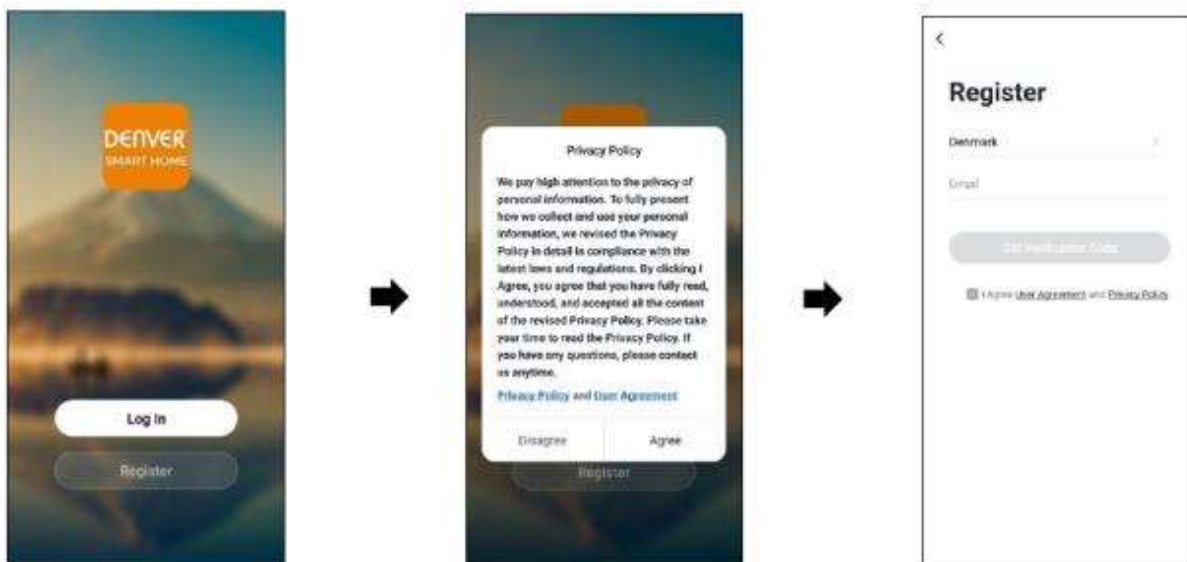 DENVER
SMART HOME
Log In
Register
Privacy Policy
We pay high attention to the privacy of
personal information. To fully present
how we collect and use your personal
information, we revised the Privacy
Policy in detail in compliance with the
latest laws and regulations. By clicking I
Agree, you agree that you have fully read,
understood, and accepted all the content
of the revised Privacy Policy. Please take
your time to read the Privacy Policy. If
you have any questions, please contact
us anytime.
Privacy Policy and User Agreement
Disagree
Agree
Register
Register
Denmark
Email
Get Verification Code
I Agree User Agreement and Privacy Policy